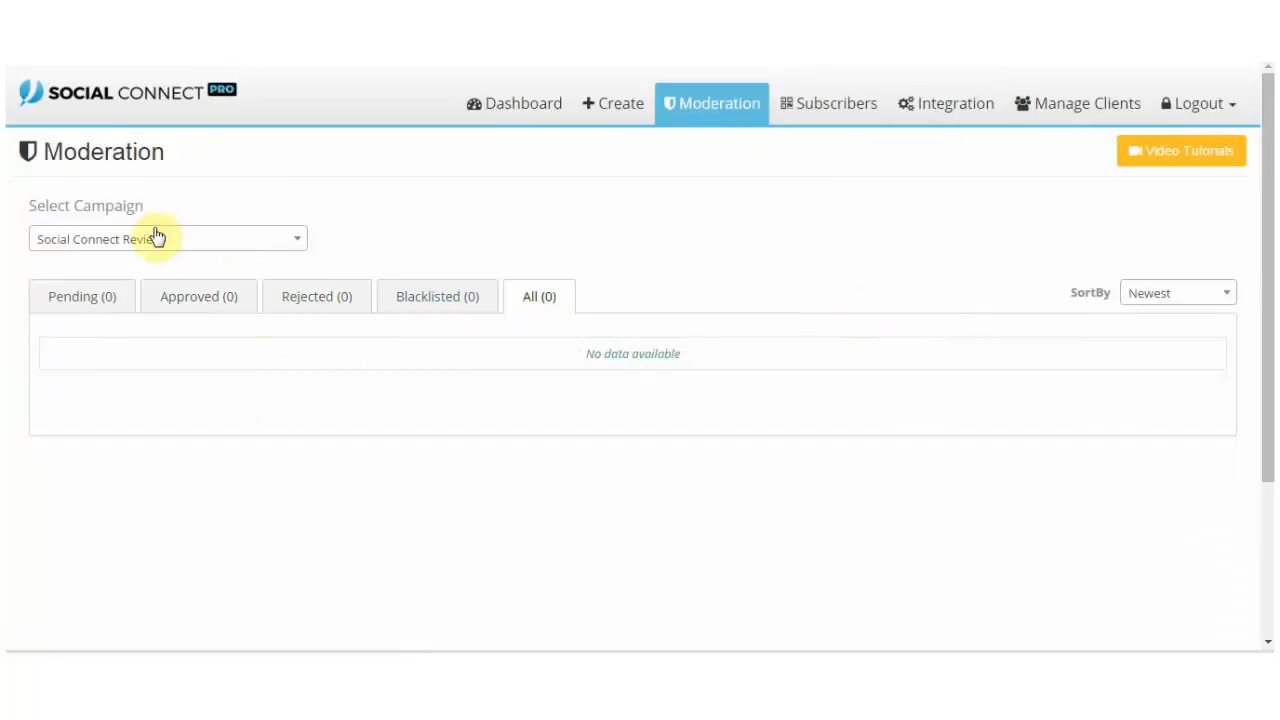 SOCIAL CONNECT PRO
Dashboard
Create
Moderation
Subscribers
Integration
Manage Clients
Logout
Moderation
Video Tutorials
Select Campaign
Social Connect
Pending (0)
Approved (0)
Rejected (0)
Blacklisted (0)
All (0)
SortBy
Newest
No data available